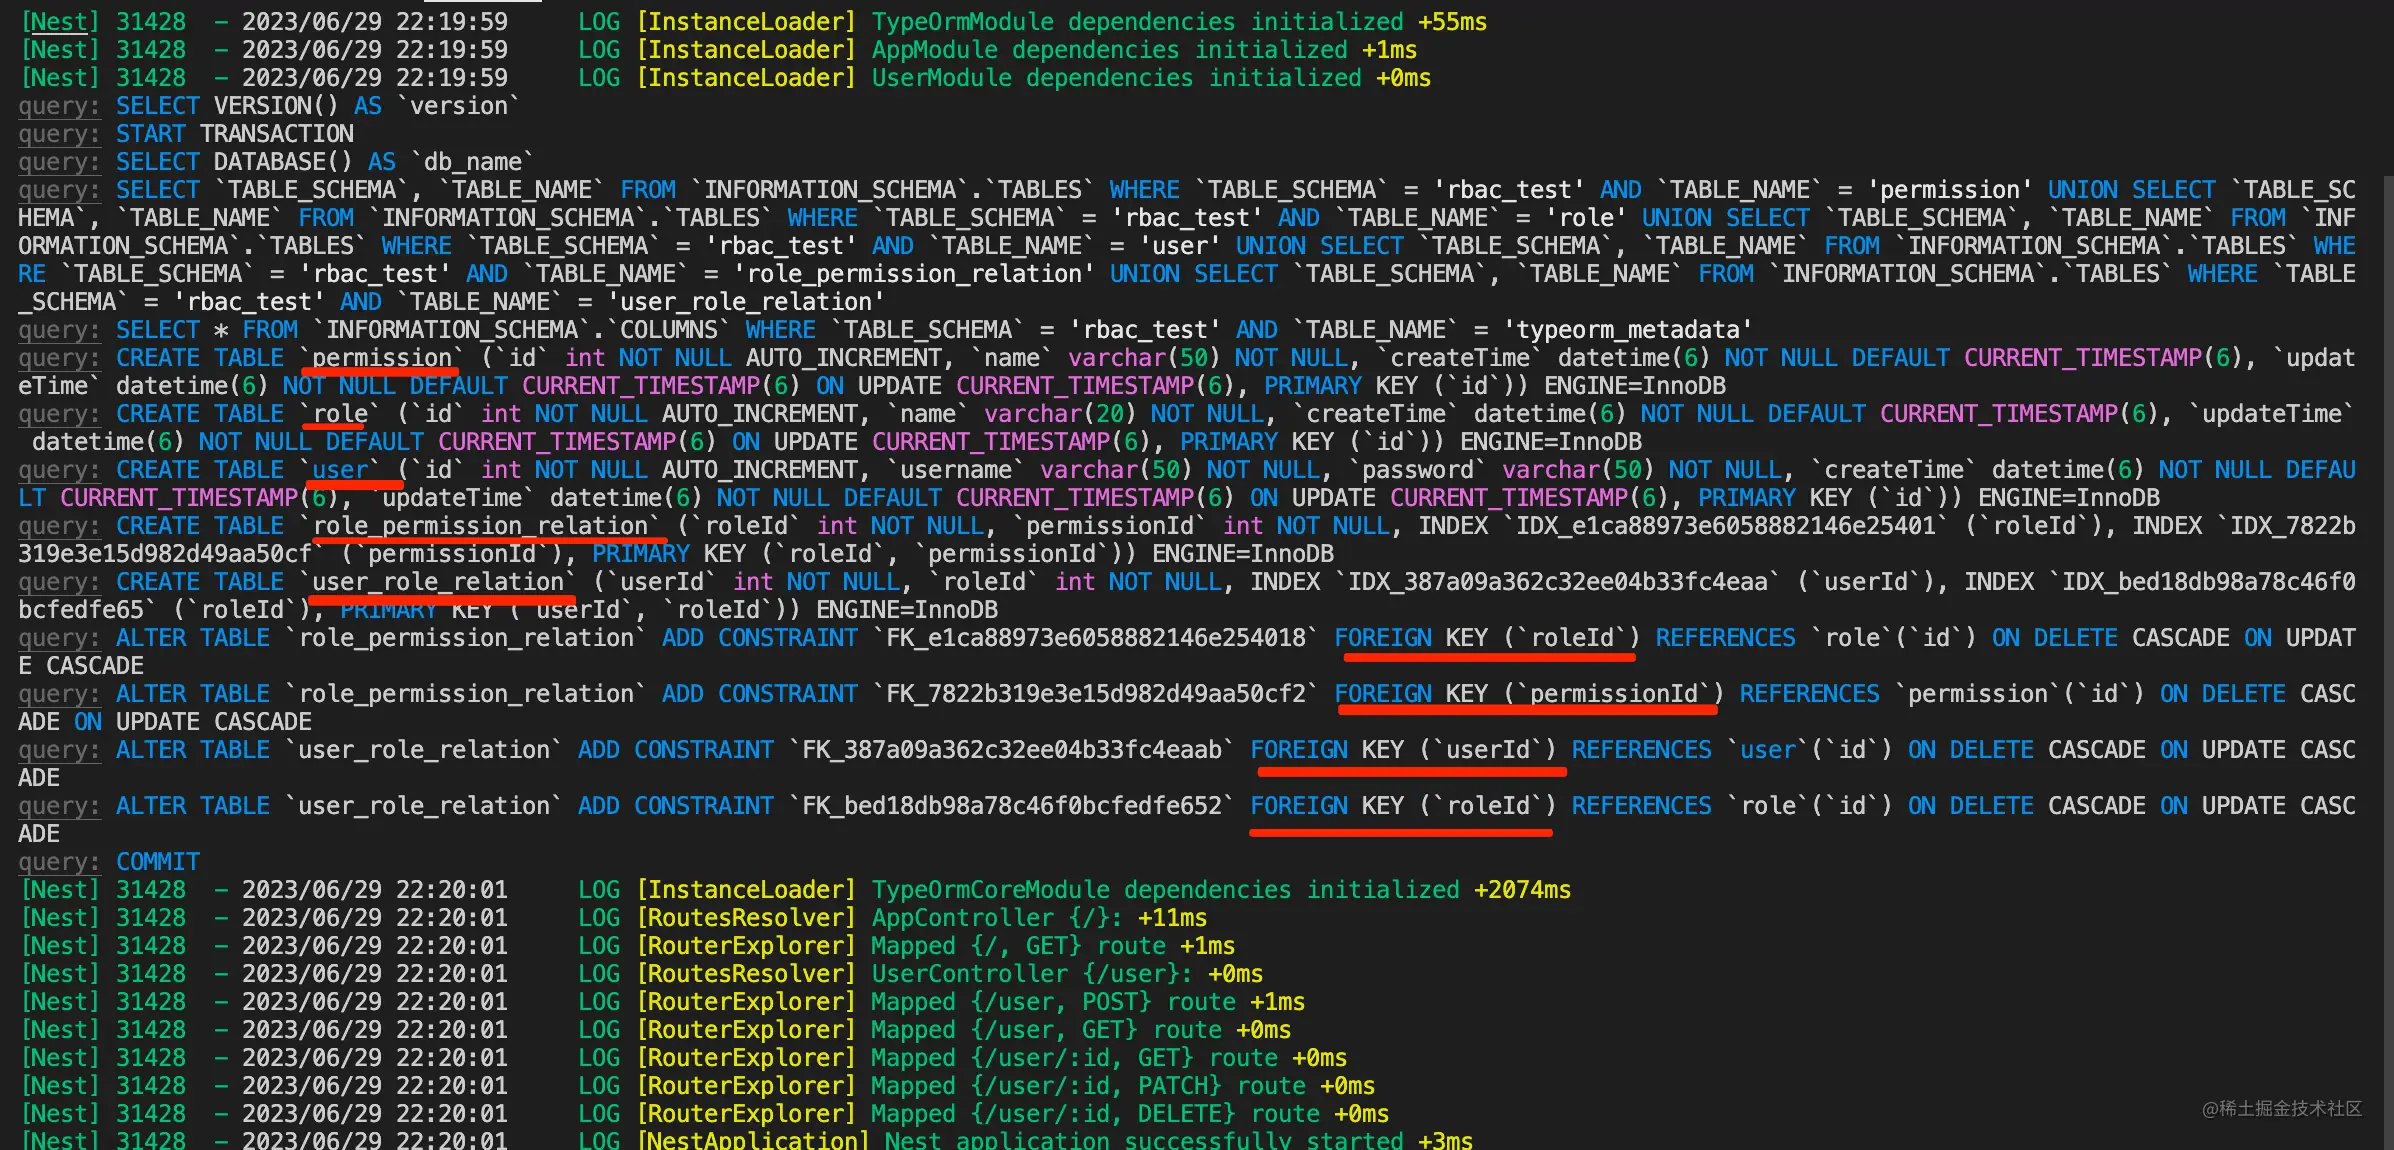 [Nest] 31428  - 2023/06/29 22:19:59     LOG [InstanceLoader] TypeOrmModule dependencies initialized +55ms
[Nest] 31428  - 2023/06/29 22:19:59     LOG [InstanceLoader] AppModule dependencies initialized +1ms
[Nest] 31428  - 2023/06/29 22:19:59     LOG [InstanceLoader] UserModule dependencies initialized +0ms
query: SELECT VERSION() AS `version`
query: START TRANSACTION
query: SELECT DATABASE() AS `db_name`
query: SELECT `TABLE_SCHEMA`, `TABLE_NAME` FROM `INFORMATION_SCHEMA`.`TABLES` WHERE `TABLE_SCHEMA` = 'rbac_test' AND `TABLE_NAME` = 'permission' UNION SELECT `TABLE_SC
HEMA`, `TABLE_NAME` FROM `INFORMATION_SCHEMA`.`TABLES` WHERE `TABLE_SCHEMA` = 'rbac_test' AND `TABLE_NAME` = 'role' UNION SELECT `TABLE_SCHEMA`, `TABLE_NAME` FROM `INF
ORMATION_SCHEMA`.`TABLES` WHERE `TABLE_SCHEMA` = 'rbac_test' AND `TABLE_NAME` = 'user' UNION SELECT `TABLE_SCHEMA`, `TABLE_NAME` FROM `INFORMATION_SCHEMA`.`TABLES` WHE
RE `TABLE_SCHEMA` = 'rbac_test' AND `TABLE_NAME` = 'role_permission_relation' UNION SELECT `TABLE_SCHEMA`, `TABLE_NAME` FROM `INFORMATION_SCHEMA`.`TABLES` WHERE `TABLE
_SCHEMA` = 'rbac_test' AND `TABLE_NAME` = 'user_role_relation'
query: SELECT * FROM `INFORMATION_SCHEMA`.`COLUMNS` WHERE `TABLE_SCHEMA` = 'rbac_test' AND `TABLE_NAME` = 'typeorm_metadata'
query: CREATE TABLE `permission` (`id` int NOT NULL AUTO_INCREMENT, `name` varchar(50) NOT NULL, `createTime` datetime(6) NOT NULL DEFAULT CURRENT_TIMESTAMP(6), `updat
eTime` datetime(6) NOT NULL DEFAULT CURRENT_TIMESTAMP(6) ON UPDATE CURRENT_TIMESTAMP(6), PRIMARY KEY (`id`)) ENGINE=InnoDB
query: CREATE TABLE `role` (`id` int NOT NULL AUTO_INCREMENT, `name` varchar(20) NOT NULL, `createTime` datetime(6) NOT NULL DEFAULT CURRENT_TIMESTAMP(6), `updateTime`
 datetime(6) NOT NULL DEFAULT CURRENT_TIMESTAMP(6) ON UPDATE CURRENT_TIMESTAMP(6), PRIMARY KEY (`id`)) ENGINE=InnoDB
query: CREATE TABLE `user` (`id` int NOT NULL AUTO_INCREMENT, `username` varchar(50) NOT NULL, `password` varchar(50) NOT NULL, `createTime` datetime(6) NOT NULL DEFAU
LT CURRENT_TIMESTAMP(6), `updateTime` datetime(6) NOT NULL DEFAULT CURRENT_TIMESTAMP(6) ON UPDATE CURRENT_TIMESTAMP(6), PRIMARY KEY (`id`)) ENGINE=InnoDB
query: CREATE TABLE `role_permission_relation` (`roleId` int NOT NULL, `permissionId` int NOT NULL, INDEX `IDX_e1ca88973e6058882146e25401` (`roleId`), INDEX `IDX_7822b
319e3e15d982d49aa50cf` (`permissionId`), PRIMARY KEY (`roleId`, `permissionId`)) ENGINE=InnoDB
query: CREATE TABLE `user_role_relation` (`userId` int NOT NULL, `roleId` int NOT NULL, INDEX `IDX_387a09a362c32ee04b33fc4eaa` (`userId`), INDEX `IDX_bed18db98a78c46f0
bcfedfe65` (`roleId`), PRIMARY KEY (`userId`, `roleId`)) ENGINE=InnoDB
query: ALTER TABLE `role_permission_relation` ADD CONSTRAINT `FK_e1ca88973e6058882146e254018` FOREIGN KEY (`roleId`) REFERENCES `role`(`id`) ON DELETE CASCADE ON UPDAT
E CASCADE
query: ALTER TABLE `role_permission_relation` ADD CONSTRAINT `FK_7822b319e3e15d982d49aa50cf2` FOREIGN KEY (`permissionId`) REFERENCES `permission`(`id`) ON DELETE CASC
ADE ON UPDATE CASCADE
query: ALTER TABLE `user_role_relation` ADD CONSTRAINT `FK_387a09a362c32ee04b33fc4eaab` FOREIGN KEY (`userId`) REFERENCES `user`(`id`) ON DELETE CASCADE ON UPDATE CASC
ADE
query: ALTER TABLE `user_role_relation` ADD CONSTRAINT `FK_bed18db98a78c46f0bcfedfe652` FOREIGN KEY (`roleId`) REFERENCES `role`(`id`) ON DELETE CASCADE ON UPDATE CASC
ADE
query: COMMIT
[Nest] 31428  - 2023/06/29 22:20:01     LOG [InstanceLoader] TypeOrmCoreModule dependencies initialized +2074ms
[Nest] 31428  - 2023/06/29 22:20:01     LOG [RoutesResolver] AppController {/}: +11ms
[Nest] 31428  - 2023/06/29 22:20:01     LOG [RouterExplorer] Mapped {/, GET} route +1ms
[Nest] 31428  - 2023/06/29 22:20:01     LOG [RoutesResolver] UserController {/user}: +0ms
[Nest] 31428  - 2023/06/29 22:20:01     LOG [RouterExplorer] Mapped {/user, POST} route +1ms
[Nest] 31428  - 2023/06/29 22:20:01     LOG [RouterExplorer] Mapped {/user, GET} route +0ms
[Nest] 31428  - 2023/06/29 22:20:01     LOG [RouterExplorer] Mapped {/user/:id, GET} route +0ms
[Nest] 31428  - 2023/06/29 22:20:01     LOG [RouterExplorer] Mapped {/user/:id, PATCH} route +0ms
[Nest] 31428  - 2023/06/29 22:20:01     LOG [RouterExplorer] Mapped {/user/:id, DELETE} route +0ms
[Nest] 31428  - 2023/06/29 22:20:01     LOG [NestApplication] Nest application successfully started +3ms
@稀土掘金技术社区